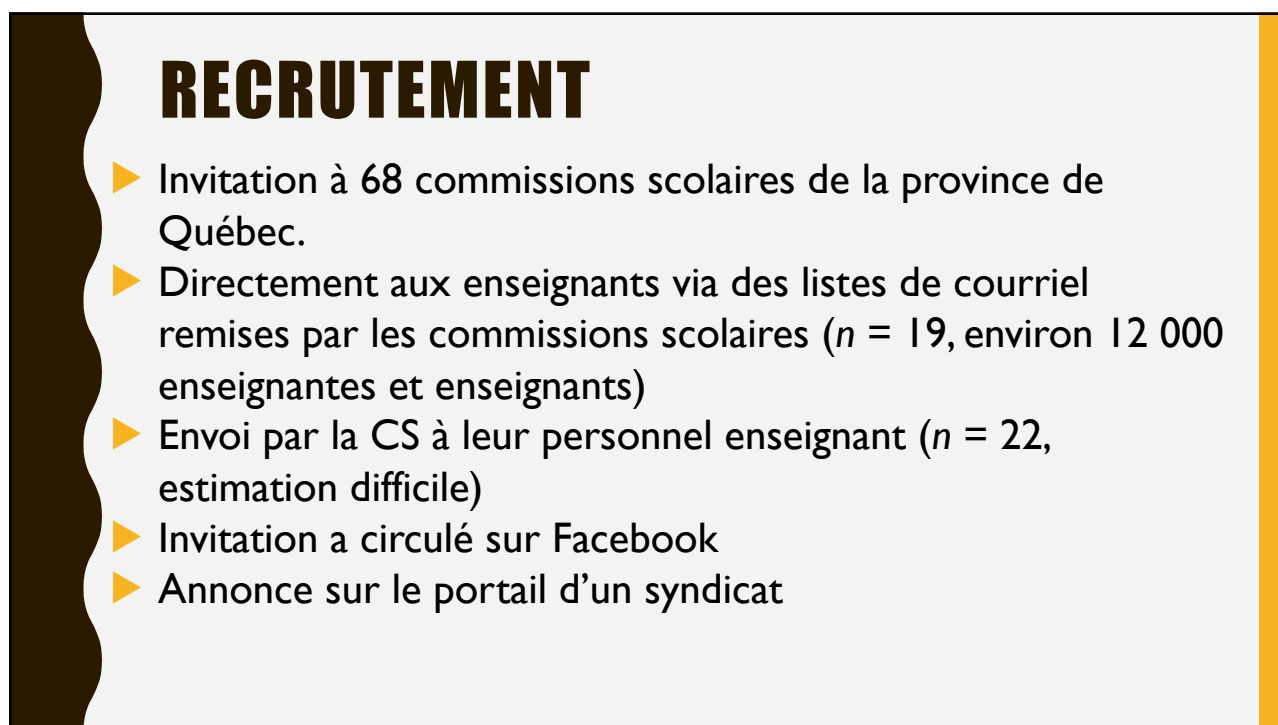 RECRUTEMENT
Invitation à 68 commissions scolaires de la province de
Québec.
Directement aux enseignants via des listes de courriel
remises par les commissions scolaires (n = 19, environ 12 000
enseignantes et enseignants)
Envoi par la CS à leur personnel enseignant (n = 22,
estimation difficile)
Invitation a circulé sur Facebook
Annonce sur le portail d’un syndicat